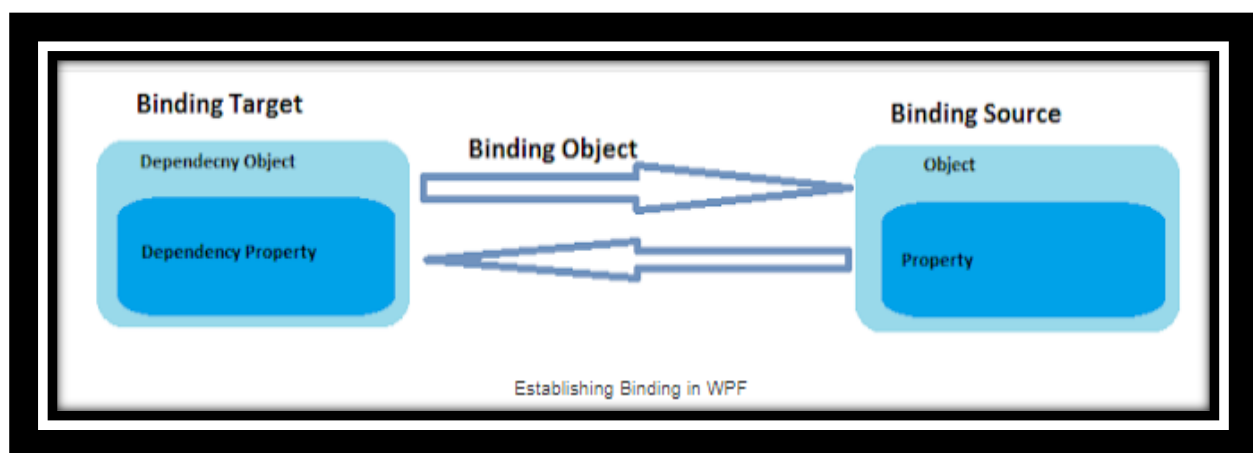 Binding Target
Binding Source
Binding Object
Dependecny Object
Object
Dependency Property
Property
Establishing Binding in WPF